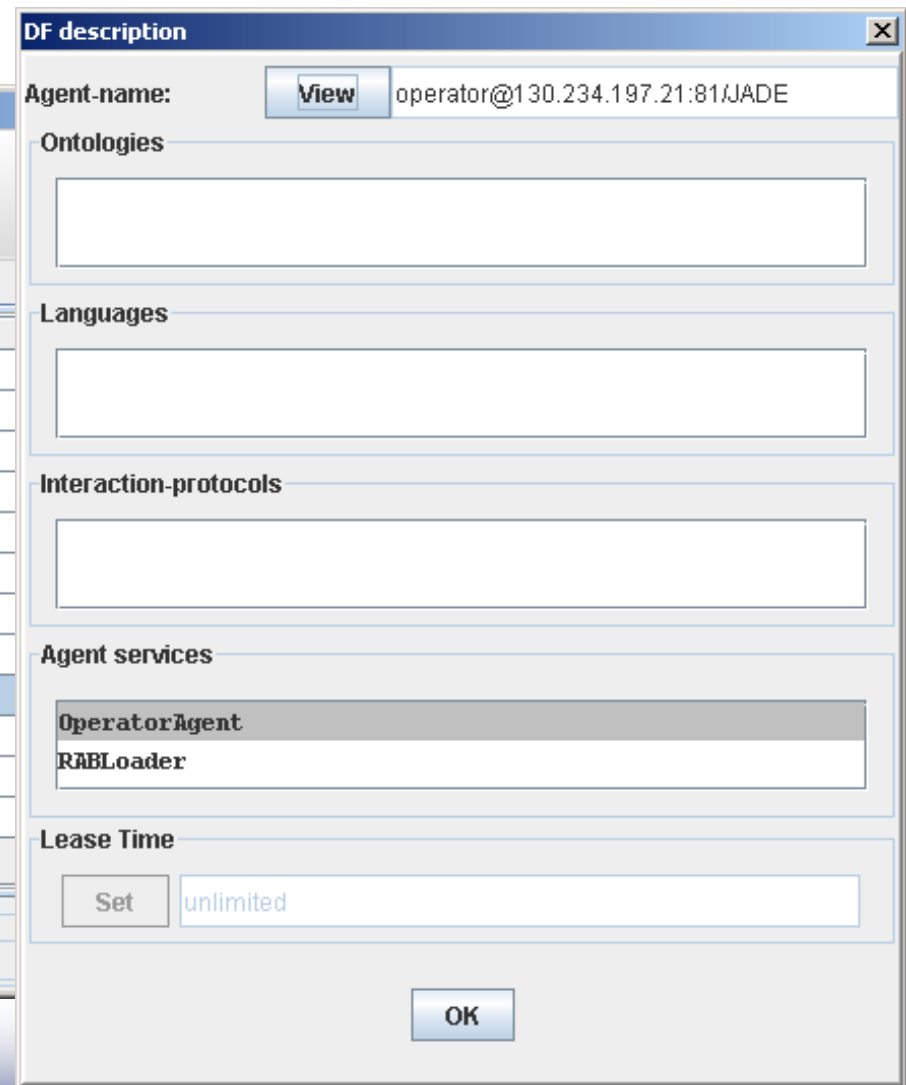 DF description
Agent-name: View operator@130.234.197.21:81/JADE
Ontologies
Languages
Interaction-protocols
Agent services
OperatorAgent
RABLoader
Lease Time
Set unlimited
OK